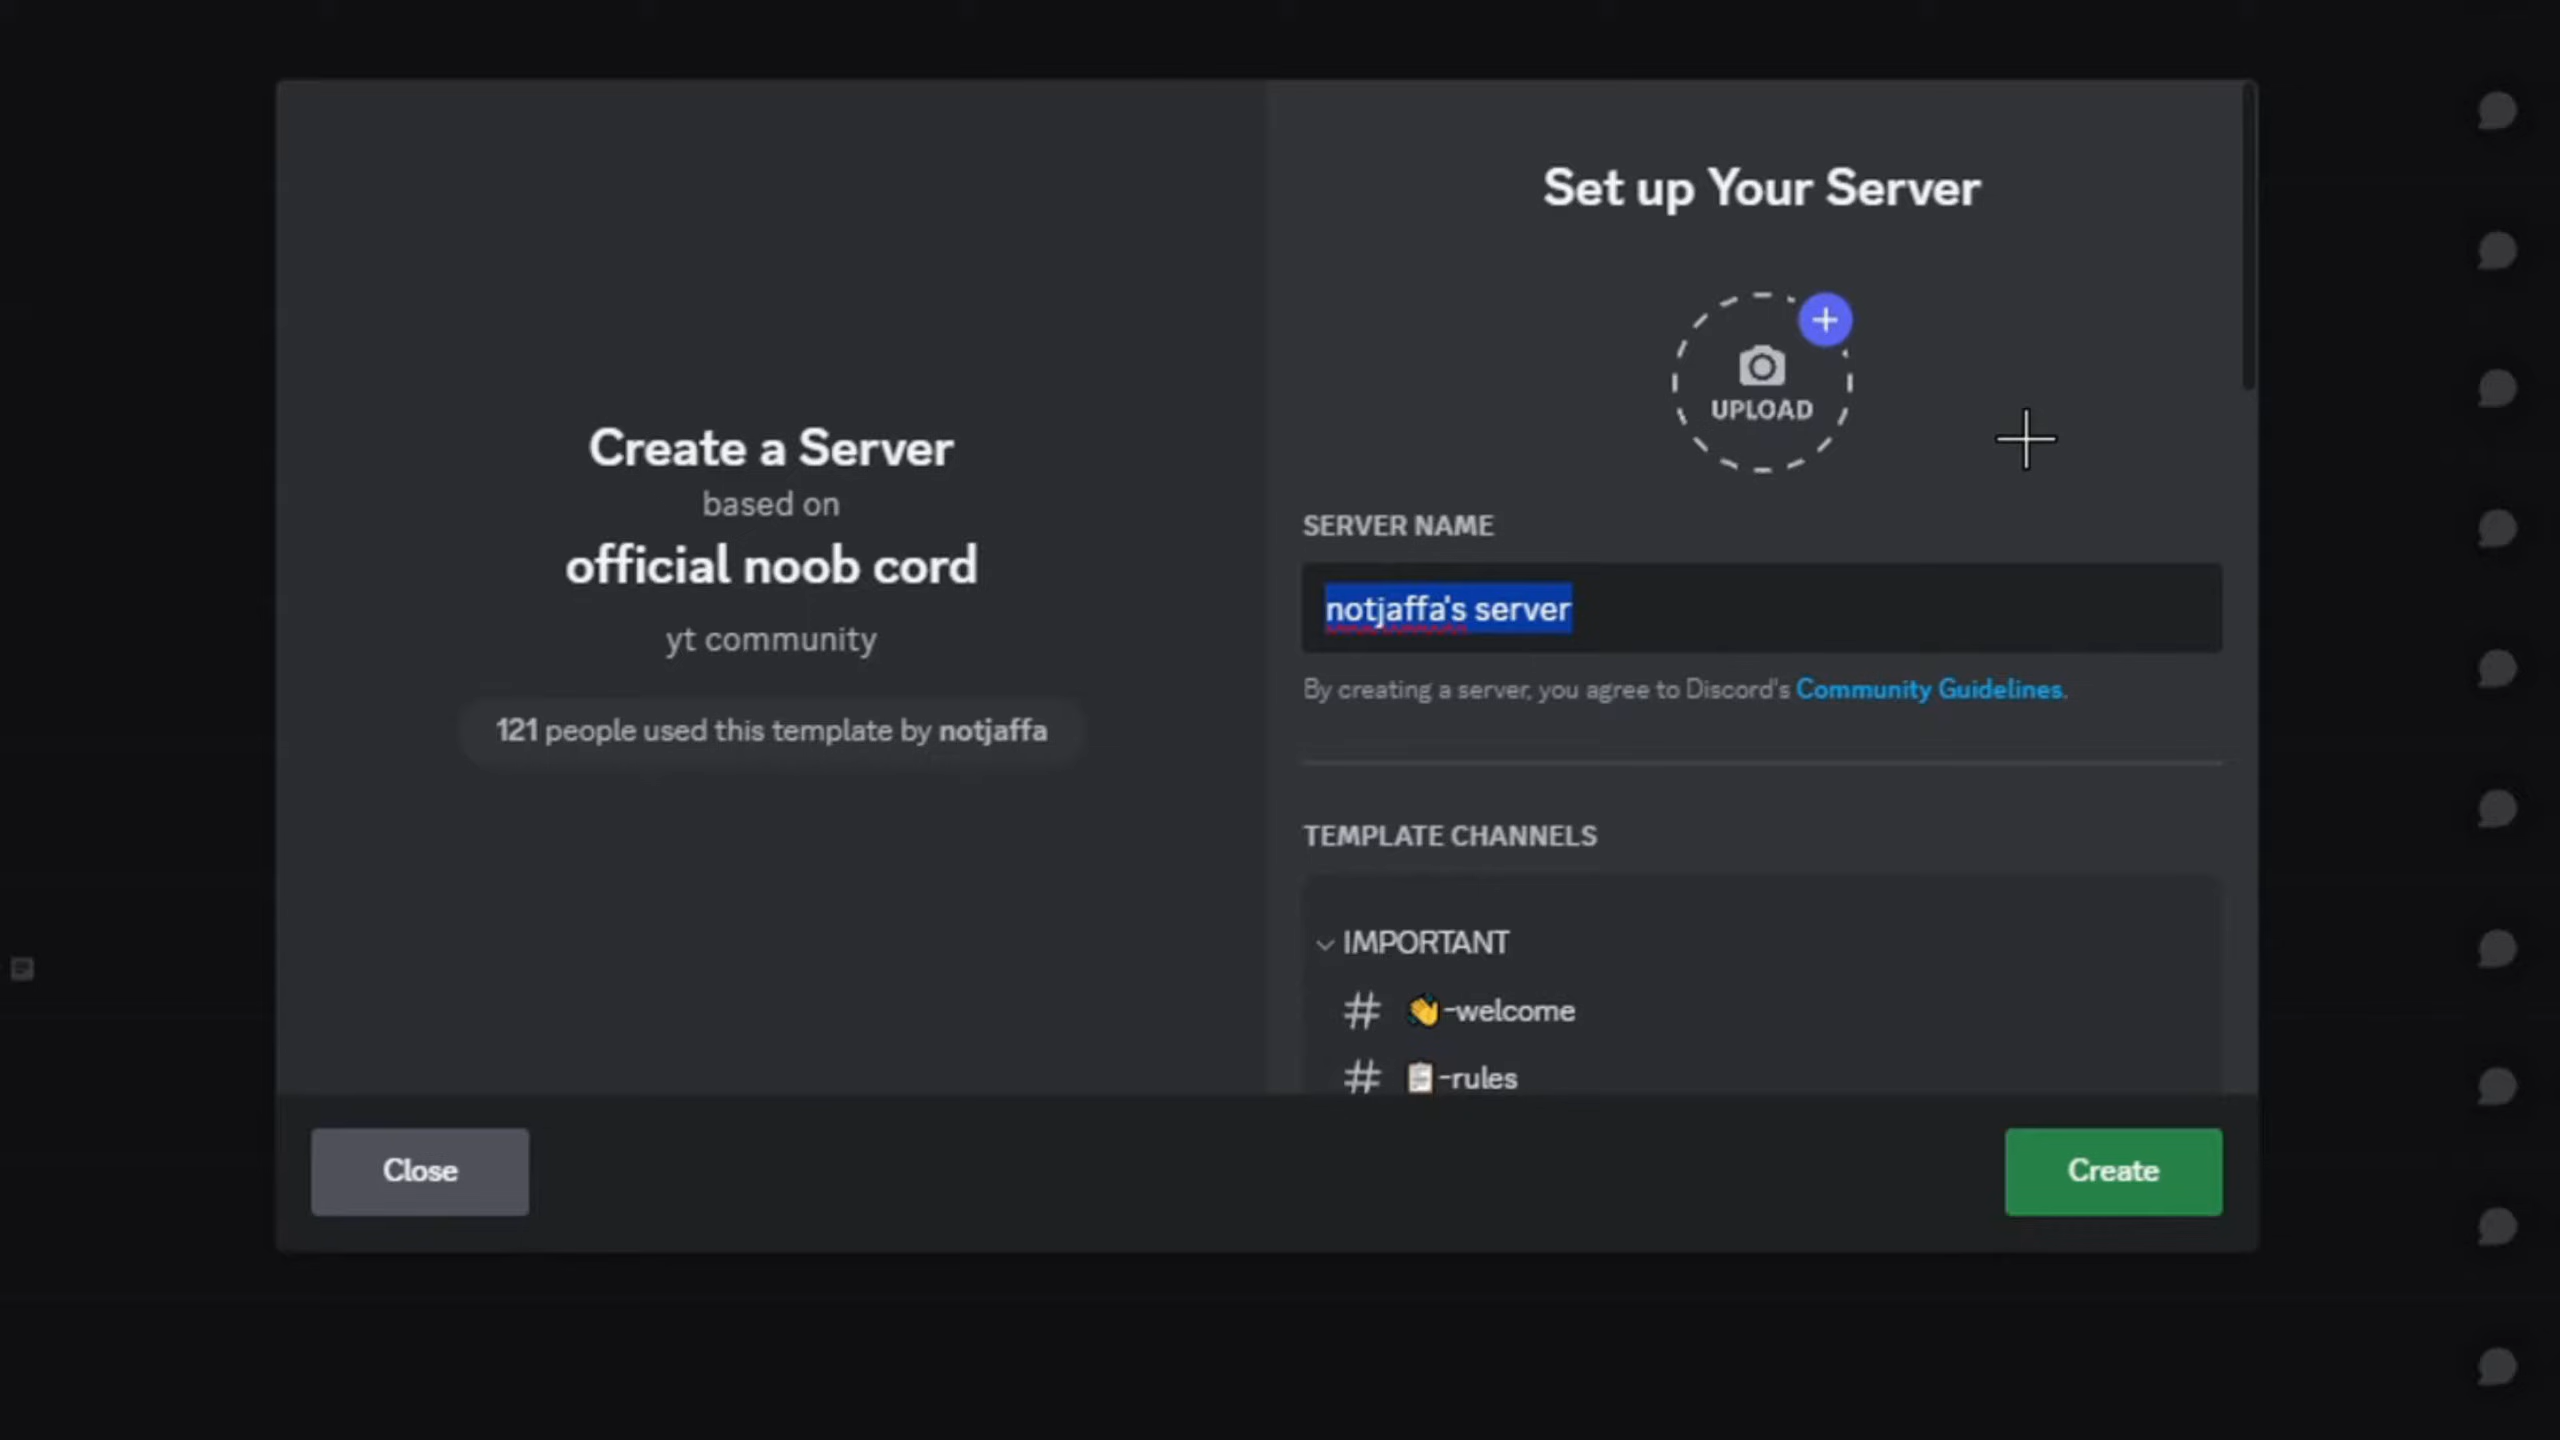 Create a Server
based on
official noob cord
yt community
121 people used this template by notjaffa
Set up Your Server
UPLOAD
SERVER NAME
notjaffa's server
By creating a server, you agree to Discord's Community Guidelines.
TEMPLATE CHANNELS
IMPORTANT
# 👋-welcome
# 📋-rules
Close
Create